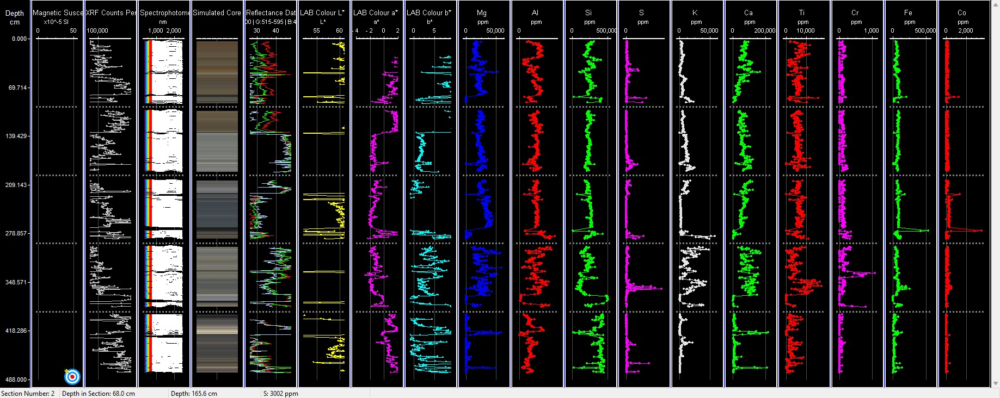 Depth
cm
0.000
69.714
139.429
209.143
278.857
348.571
418.286
488.000
Magnetic Susce
x10^-5 SI
0 50
XRF Counts Per
100,000
Spectrophotome
nm
1,000 2,000
Simulated Core
Reflectance Dat
00 | G:515-595 | B:4
30 40
LAB Colour L*
L*
55 60
LAB Colour a*
a*
- 4 - 2 0 2
LAB Colour b*
b*
0 5
Mg
ppm
0 50,000
Al
ppm
0
Si
ppm
0 500,000
S
ppm
0
K
ppm
0 50,000
Ca
ppm
0 200,000
Ti
ppm
0 10,000
Cr
ppm
0 1,000
Fe
ppm
0 500,000
Co
ppm
0 2,000
Section Number: 2 Depth in Section: 68.0 cm Depth: 165.6 cm S: 3002 ppm